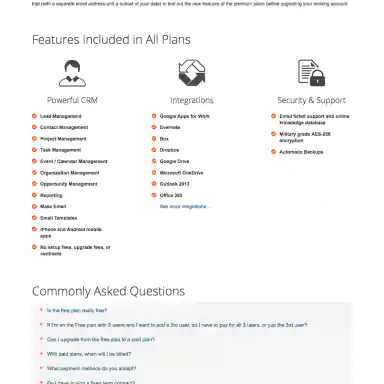 trial (with a separate email address and a subset of your data) to test out the new features of the premium plans before upgrading your existing account.
Features Included in All Plans
Powerful CRM
Lead Management
Contact Management
Project Management
Task Management
Event / Calendar Management
Organization Management
Opportunity Management
Reporting
Mass Email
Email Templates
iPhone and Android mobile
apps
No setup fees, upgrade fees, or
contracts
Integrations
Google Apps for Work
Evernote
Box
Dropbox
Google Drive
Microsoft OneDrive
Outlook 2013
Office 365
See more integrations...
Security & Support
Email ticket support and online
knowledge database
Military grade AES-256
encryption
Automatic Backups
Commonly Asked Questions
+ Is the free plan really free?
+ If I'm on the Free plan with 2 users and I want to add a 3rd user, do I have to pay for all 3 users, or just the 3rd user?
+ Can I upgrade from the free plan to a paid plan?
+ With paid plans, when will I be billed?
+ What payment methods do you accept?
+ Do I have to sign a fixed term contract?